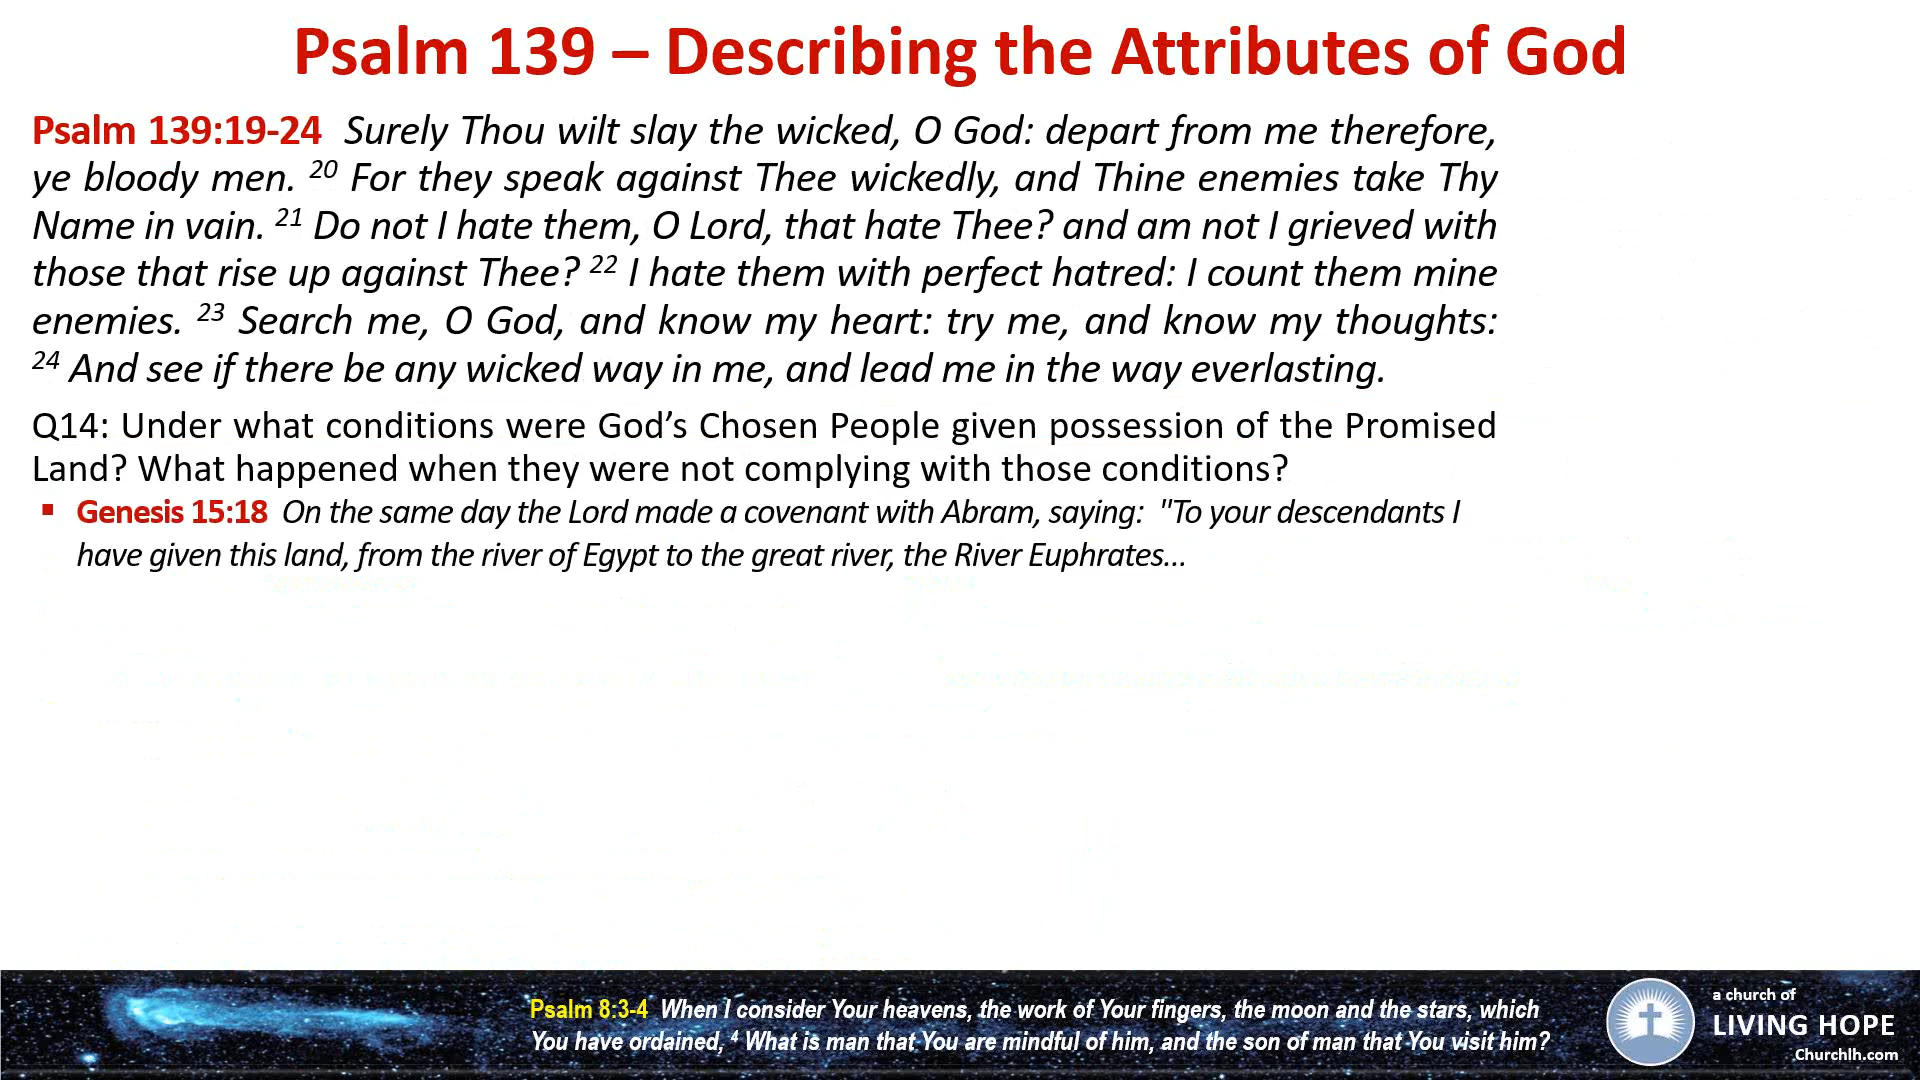 Psalm 139 – Describing the Attributes of God
Psalm 139:19-24 Surely Thou wilt slay the wicked, O God: depart from me therefore,
ye bloody men. 20 For they speak against Thee wickedly, and Thine enemies take Thy
Name in vain. 21 Do not I hate them, O Lord, that hate Thee? and am not I grieved with
those that rise up against Thee? 22 I hate them with perfect hatred: I count them mine
enemies. 23 Search me, O God, and know my heart: try me, and know my thoughts:
24 And see if there be any wicked way in me, and lead me in the way everlasting.
Q14: Under what conditions were God’s Chosen People given possession of the Promised
Land? What happened when they were not complying with those conditions?
▪ Genesis 15:18 On the same day the Lord made a covenant with Abram, saying: "To your descendants I
have given this land, from the river of Egypt to the great river, the River Euphrates…
Psalm 8:3-4 When I consider Your heavens, the work of Your fingers, the moon and the stars, which
You have ordained, 4 What is man that You are mindful of him, and the son of man that You visit him?
a church of
LIVING HOPE
Churchlh.com